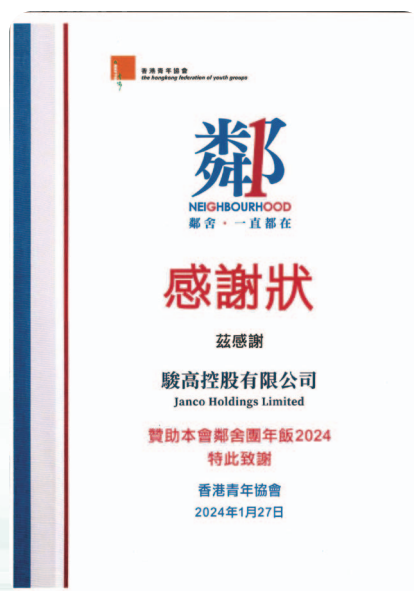 香港青年協會
the hongkong federation of youth groups
鄰
NEIGHBOURHOOD
鄰舍・一直都在
感謝狀
茲感謝
駿高控股有限公司
Janco Holdings Limited
贊助本會鄰舍團年飯2024
特此致謝
香港青年協會
2024年1月27日